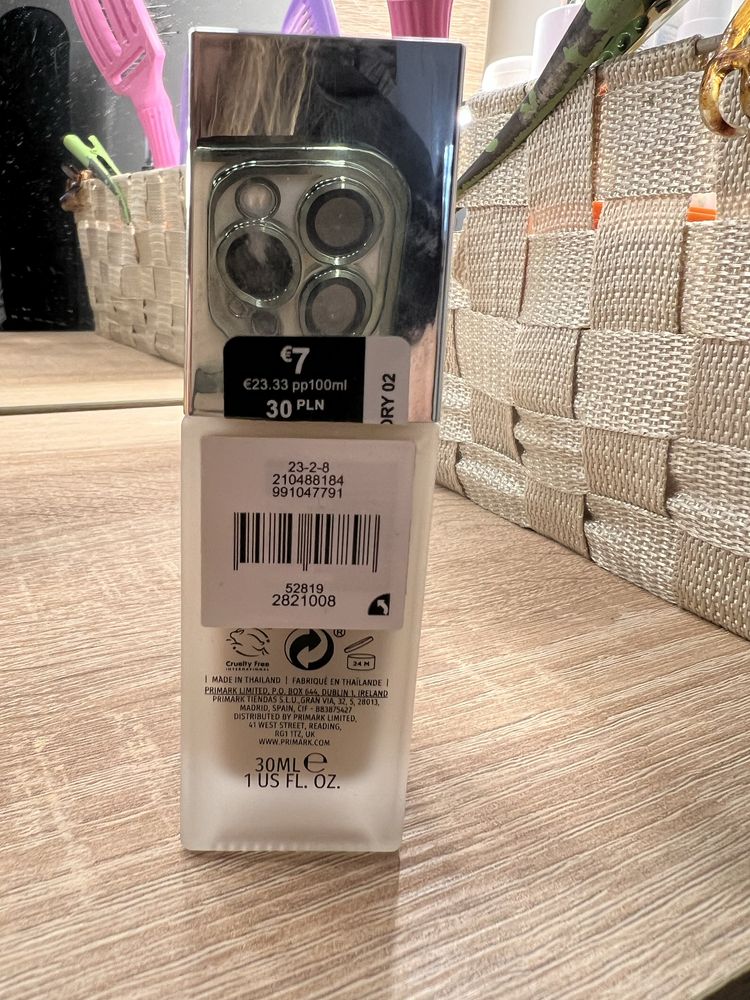 €7
€23.33 pp100ml
30 PLN
ORY 02
23-2-8
210488184
991047791
52819
2821008
®
Cruelty Free
INTERNATIONAL
24 M
| MADE IN THAILAND | FABRIQUÉ EN THAÏLANDE |
PRIMARK LIMITED, P.O. BOX 644, DUBLIN 1, IRELAND
PRIMARK TIENDAS S.L.U.,GRAN VIA, 32, 5, 28013,
MADRID, SPAIN, CIF - B83875427
DISTRIBUTED BY PRIMARK LIMITED,
41 WEST STREET, READING,
RG1 1TZ, UK
WWW.PRIMARK.COM
30ML℮
1 US FL. OZ.